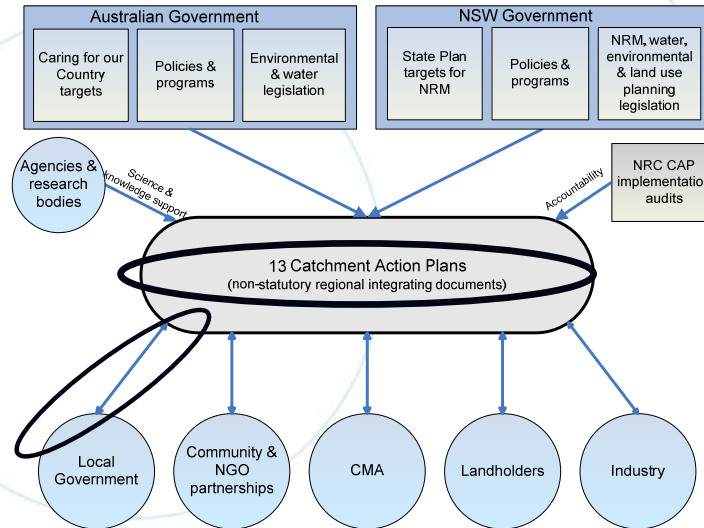 Australian Government
Caring for our
Country
targets
Policies &
programs
Environmental
& water
legislation
NSW Government
State Plan
targets for
NRM
Policies &
programs
NRM, water,
environmental
& land use
planning
legislation
Agencies &
research
bodies
Science &
knowledge support
Accountability
NRC CAP
implementatio
audits
13 Catchment Action Plans
(non-statutory regional integrating documents)
Local
Government
Community &
NGO
partnerships
CMA
Landholders
Industry